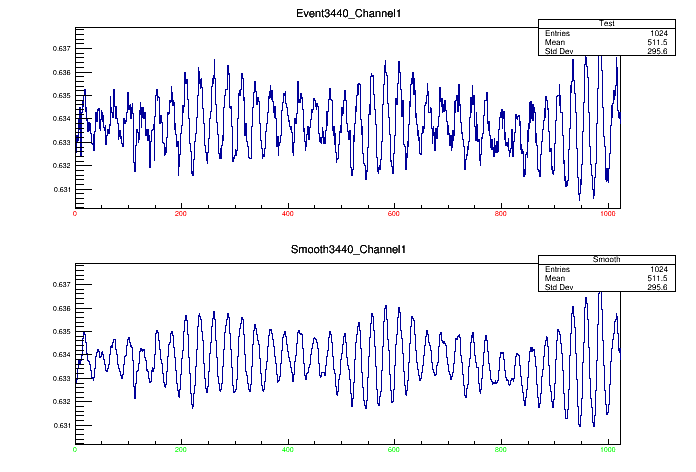 Event3440_Channel1
Test
Entries 1024
Mean 511.5
Std Dev 295.6
0.637
0.636
0.635
0.634
0.633
0.632
0.631
0 200 400 600 800 1000
Smooth3440_Channel1
Smooth
Entries 1024
Mean 511.5
Std Dev 295.6
0.637
0.636
0.635
0.634
0.633
0.632
0.631
0 200 400 600 800 1000